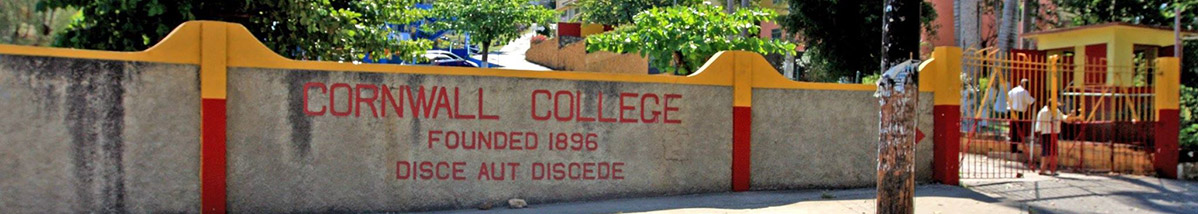 CORNWALL COLLEGE
FOUNDED 1896
DISCE AUT DISCEDE